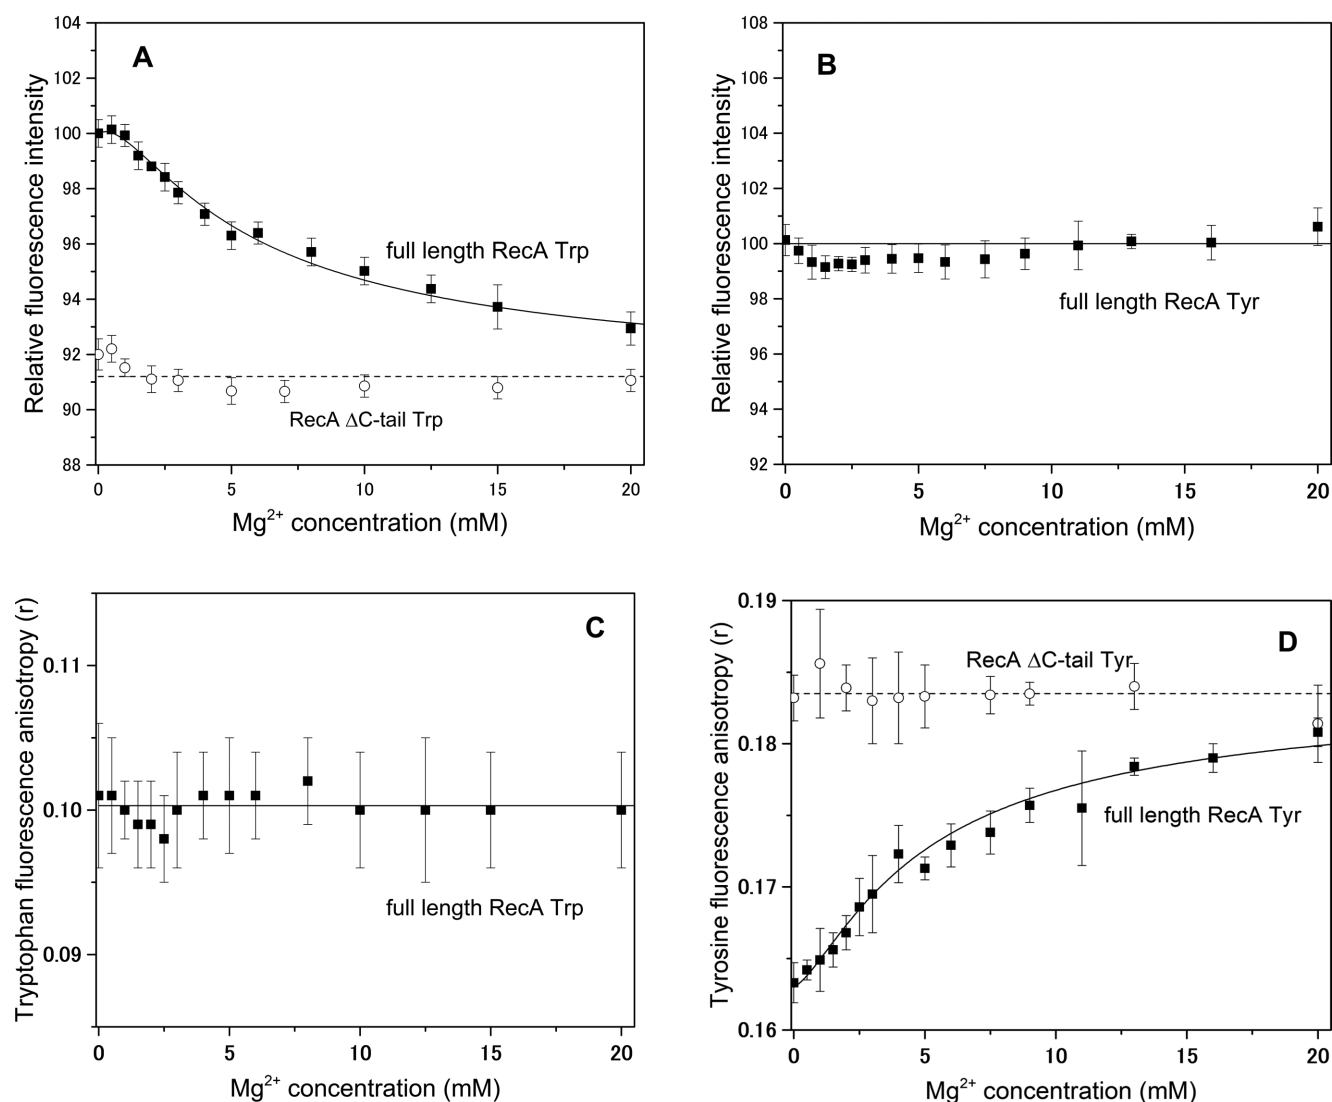 A
Relative fluorescence intensity
104
102
100
98
96
94
92
90
88
full length RecA Trp
RecA ΔC-tail Trp
0 5 10 15 20
Mg²⁺ concentration (mM)
B
Relative fluorescence intensity
108
106
104
102
100
98
96
94
92
full length RecA Tyr
0 5 10 15 20
Mg²⁺ concentration (mM)
C
Tryptophan fluorescence anisotropy (r)
0.11
0.10
0.09
full length RecA Trp
0 5 10 15 20
Mg²⁺ concentration (mM)
D
Tyrosine fluorescence anisotropy (r)
0.19
0.18
0.17
0.16
RecA ΔC-tail Tyr
full length RecA Tyr
0 5 10 15 20
Mg²⁺ concentration (mM)